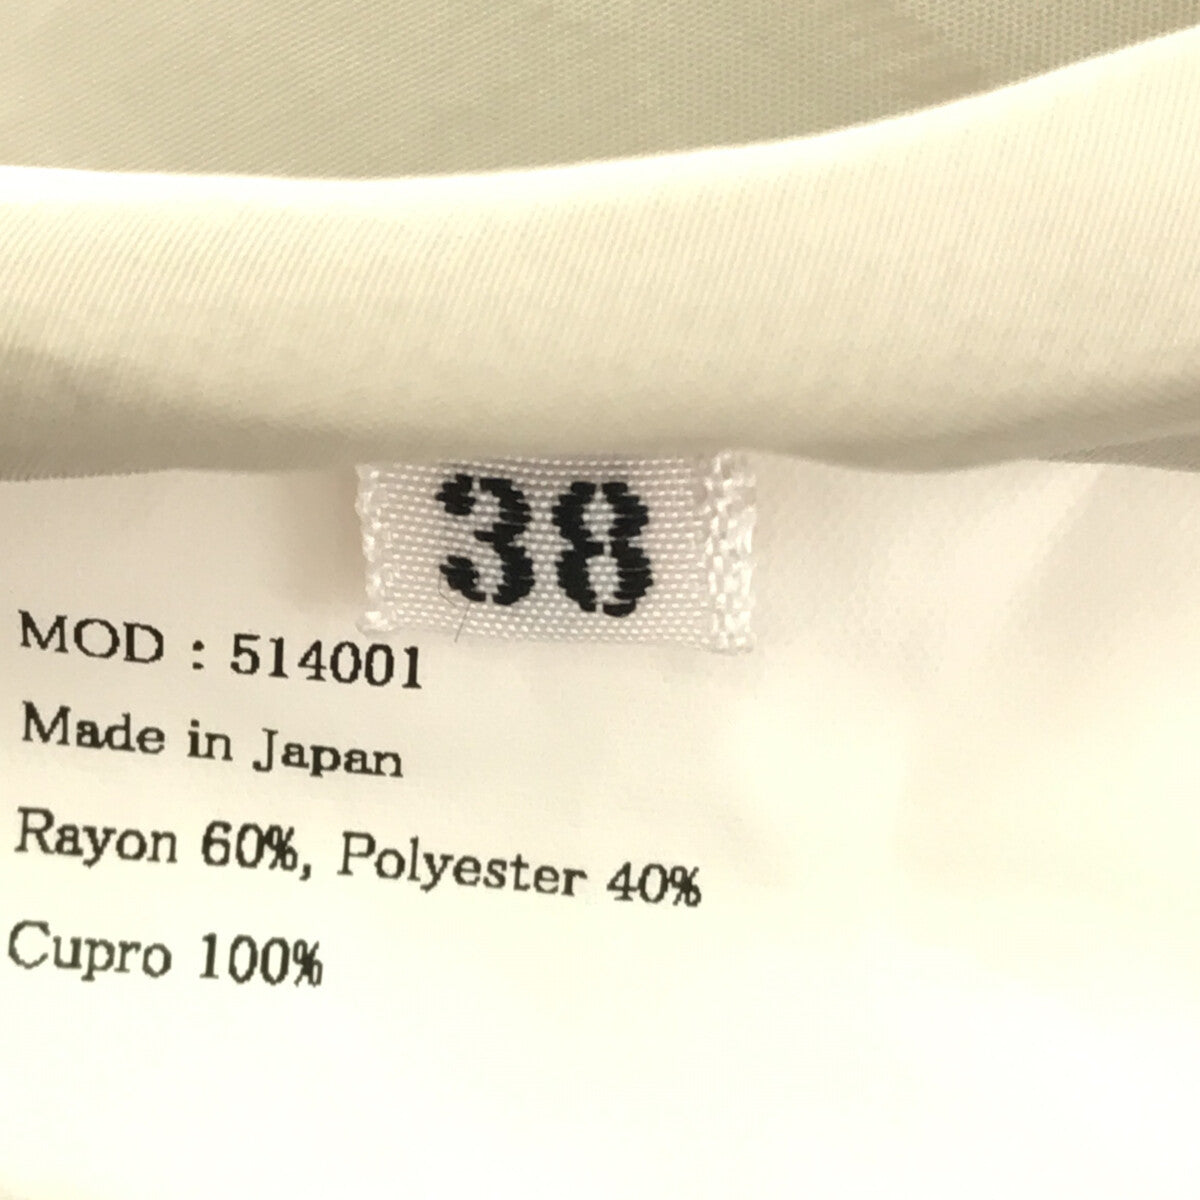 38
MOD : 514001
Made in Japan
Rayon 60%, Polyester 40%
Cupro 100%